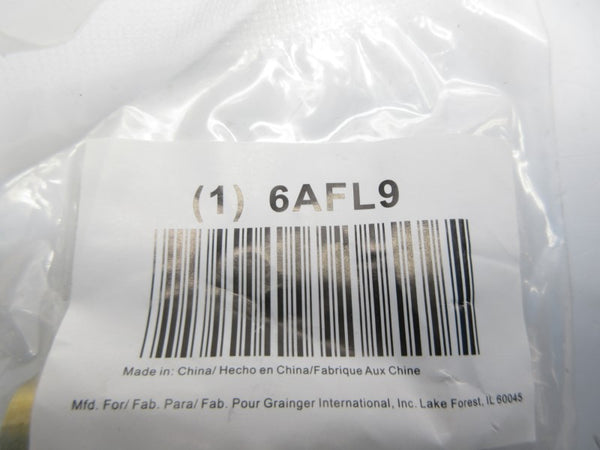 (1) 6AFL9
Made in: China/ Hecho en China/Fabrique Aux Chine
Mfd. For/ Fab. Para/ Fab. Pour Grainger International, Inc. Lake Forest, IL 60045